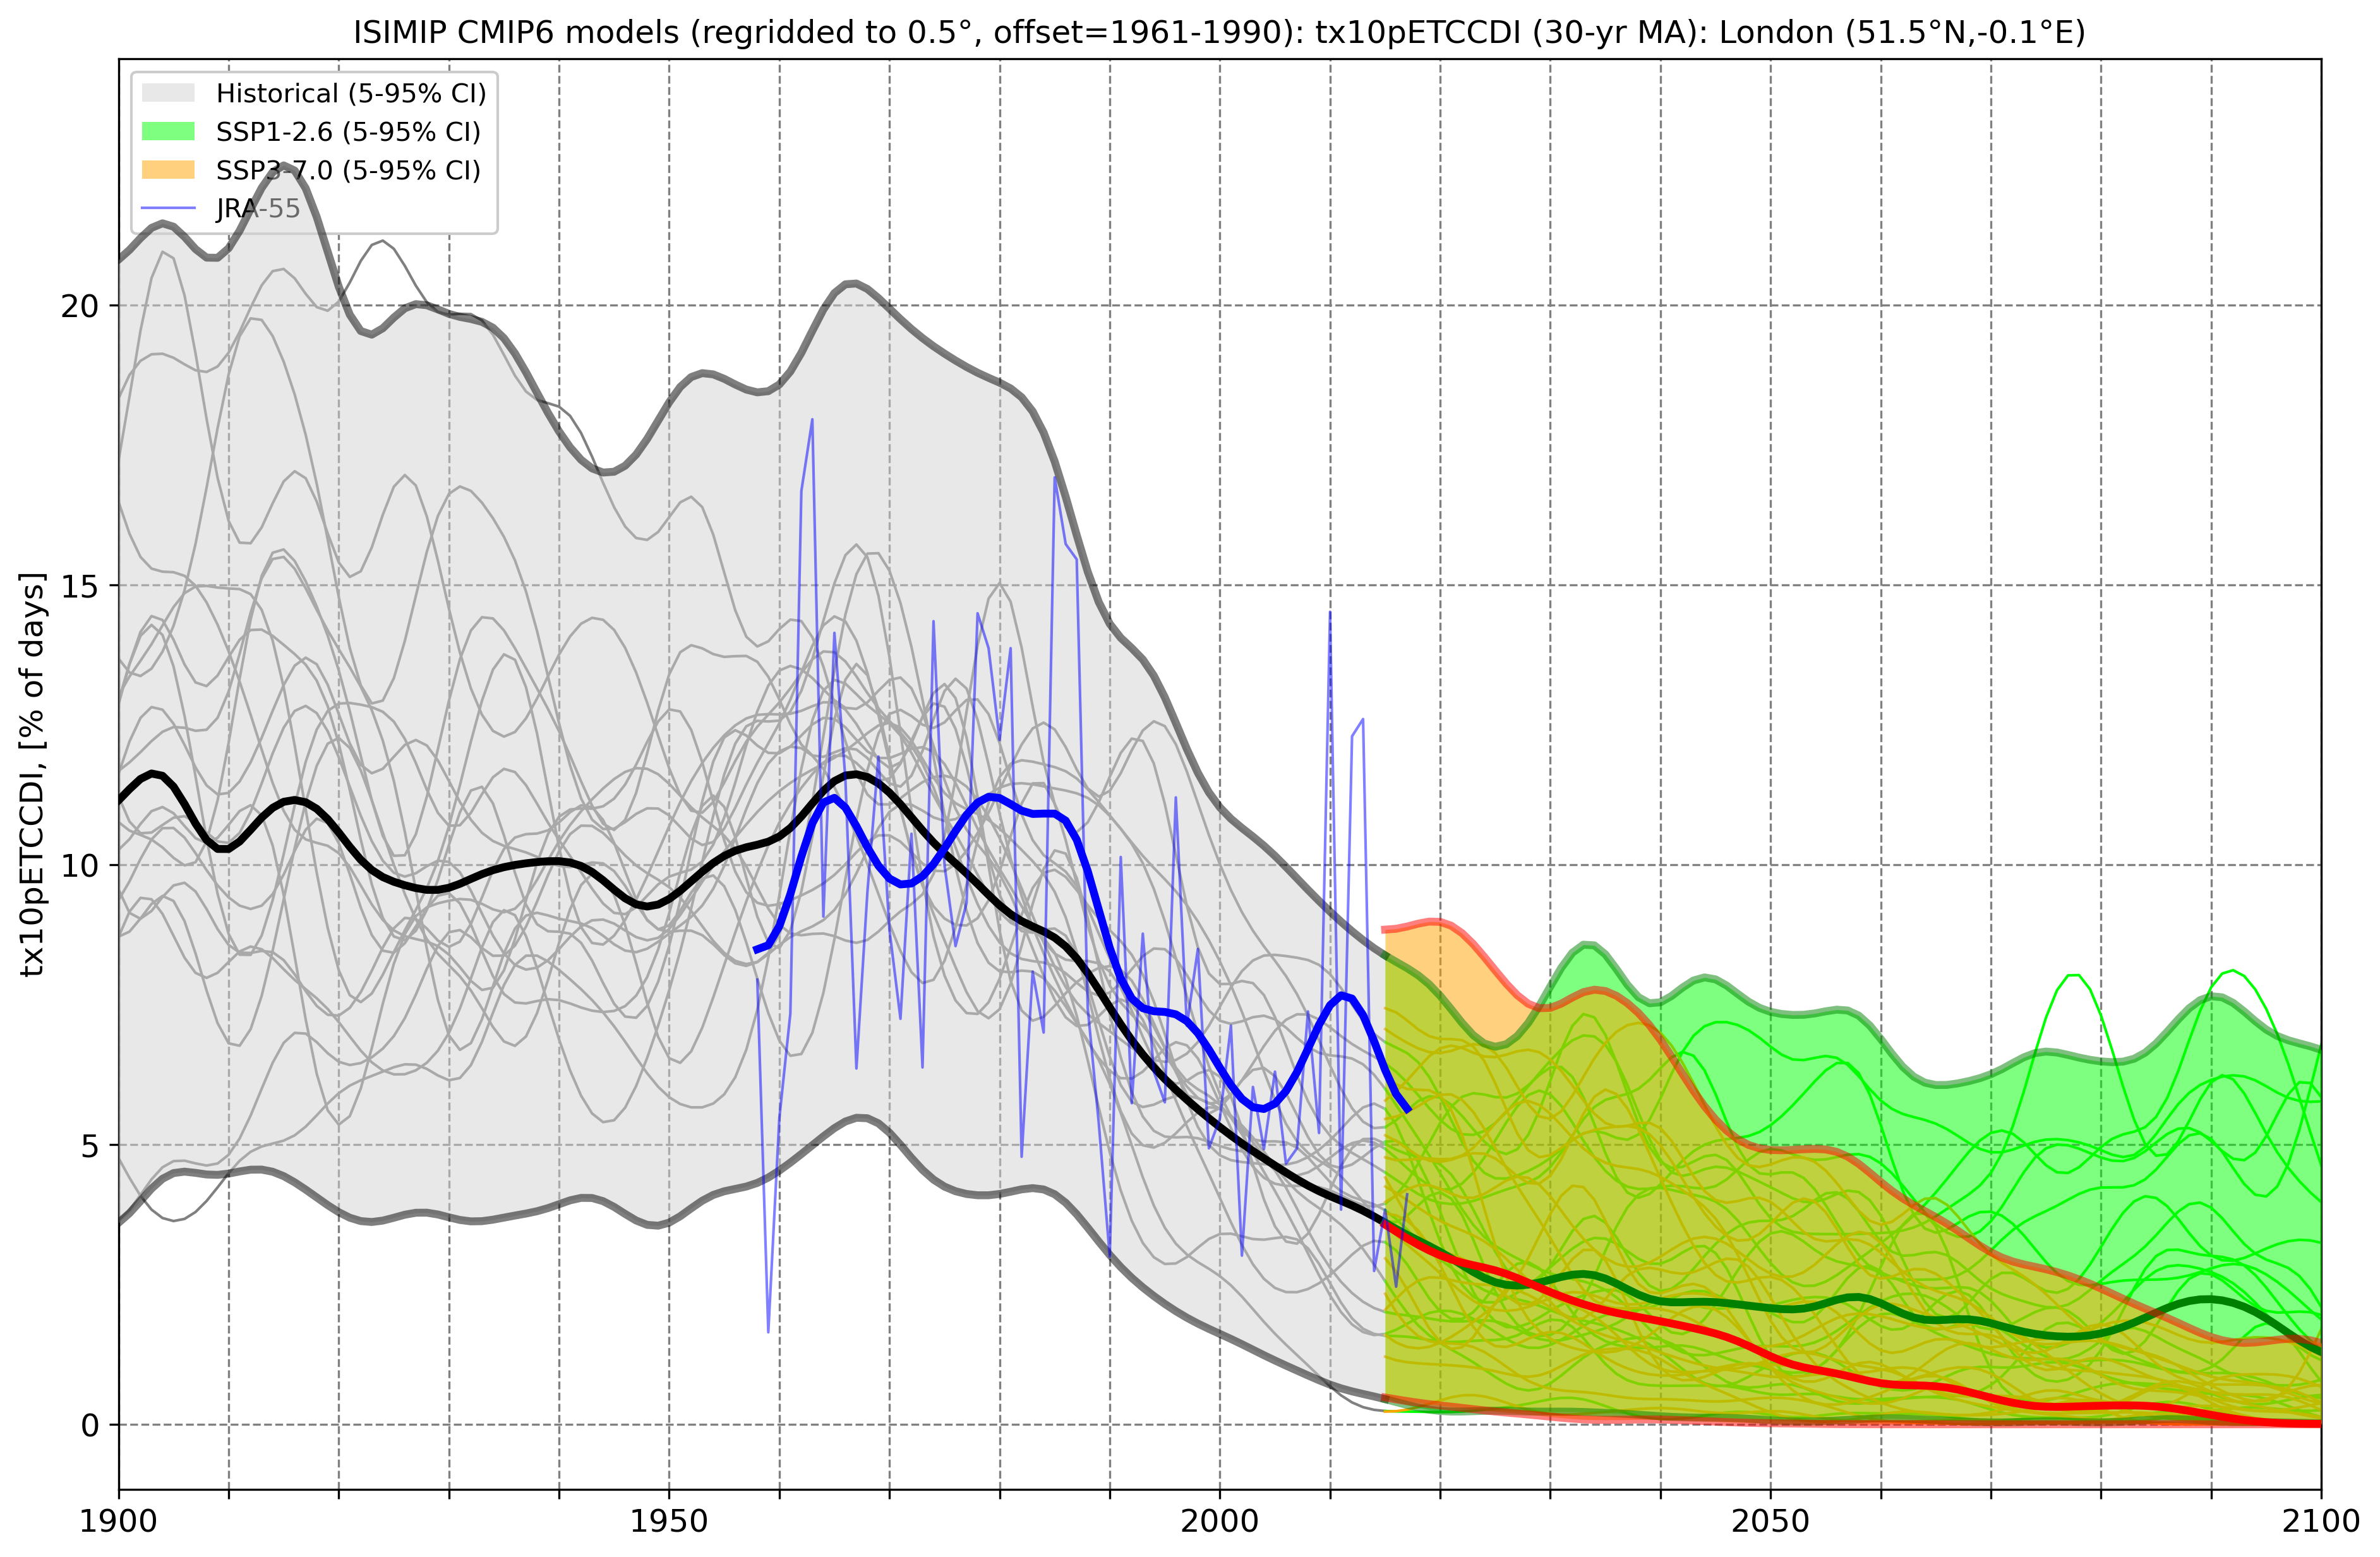 ISIMIP CMIP6 models (regridded to 0.5°, offset=1961-1990): tx10pETCCDI (30-yr MA): London (51.5°N,-0.1°E)
Historical (5-95% CI)
SSP1-2.6 (5-95% CI)
SSP3-7.0 (5-95% CI)
JRA-55
tx10pETCCDI, [% of days]
20
15
10
5
0
1900
1950
2000
2050
2100